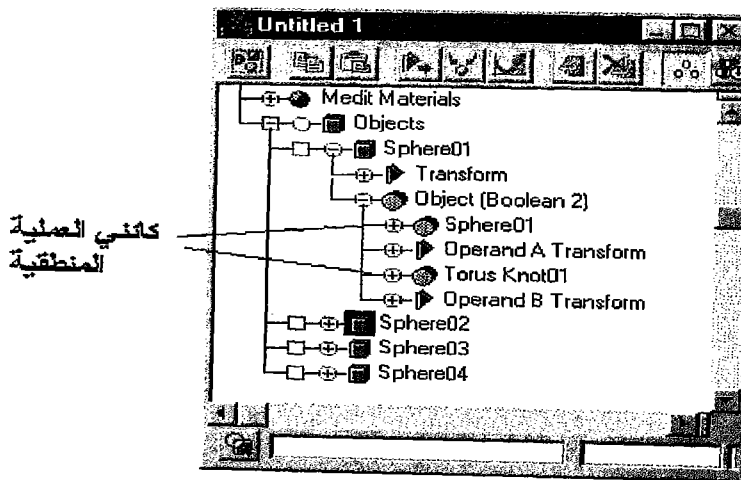 Untitled 1
Medit Materials
Objects
Sphere01
Transform
Object (Boolean 2)
Sphere01
Operand A Transform
Torus Knot01
Operand B Transform
Sphere02
Sphere03
Sphere04
كائني العملية
المنطقية